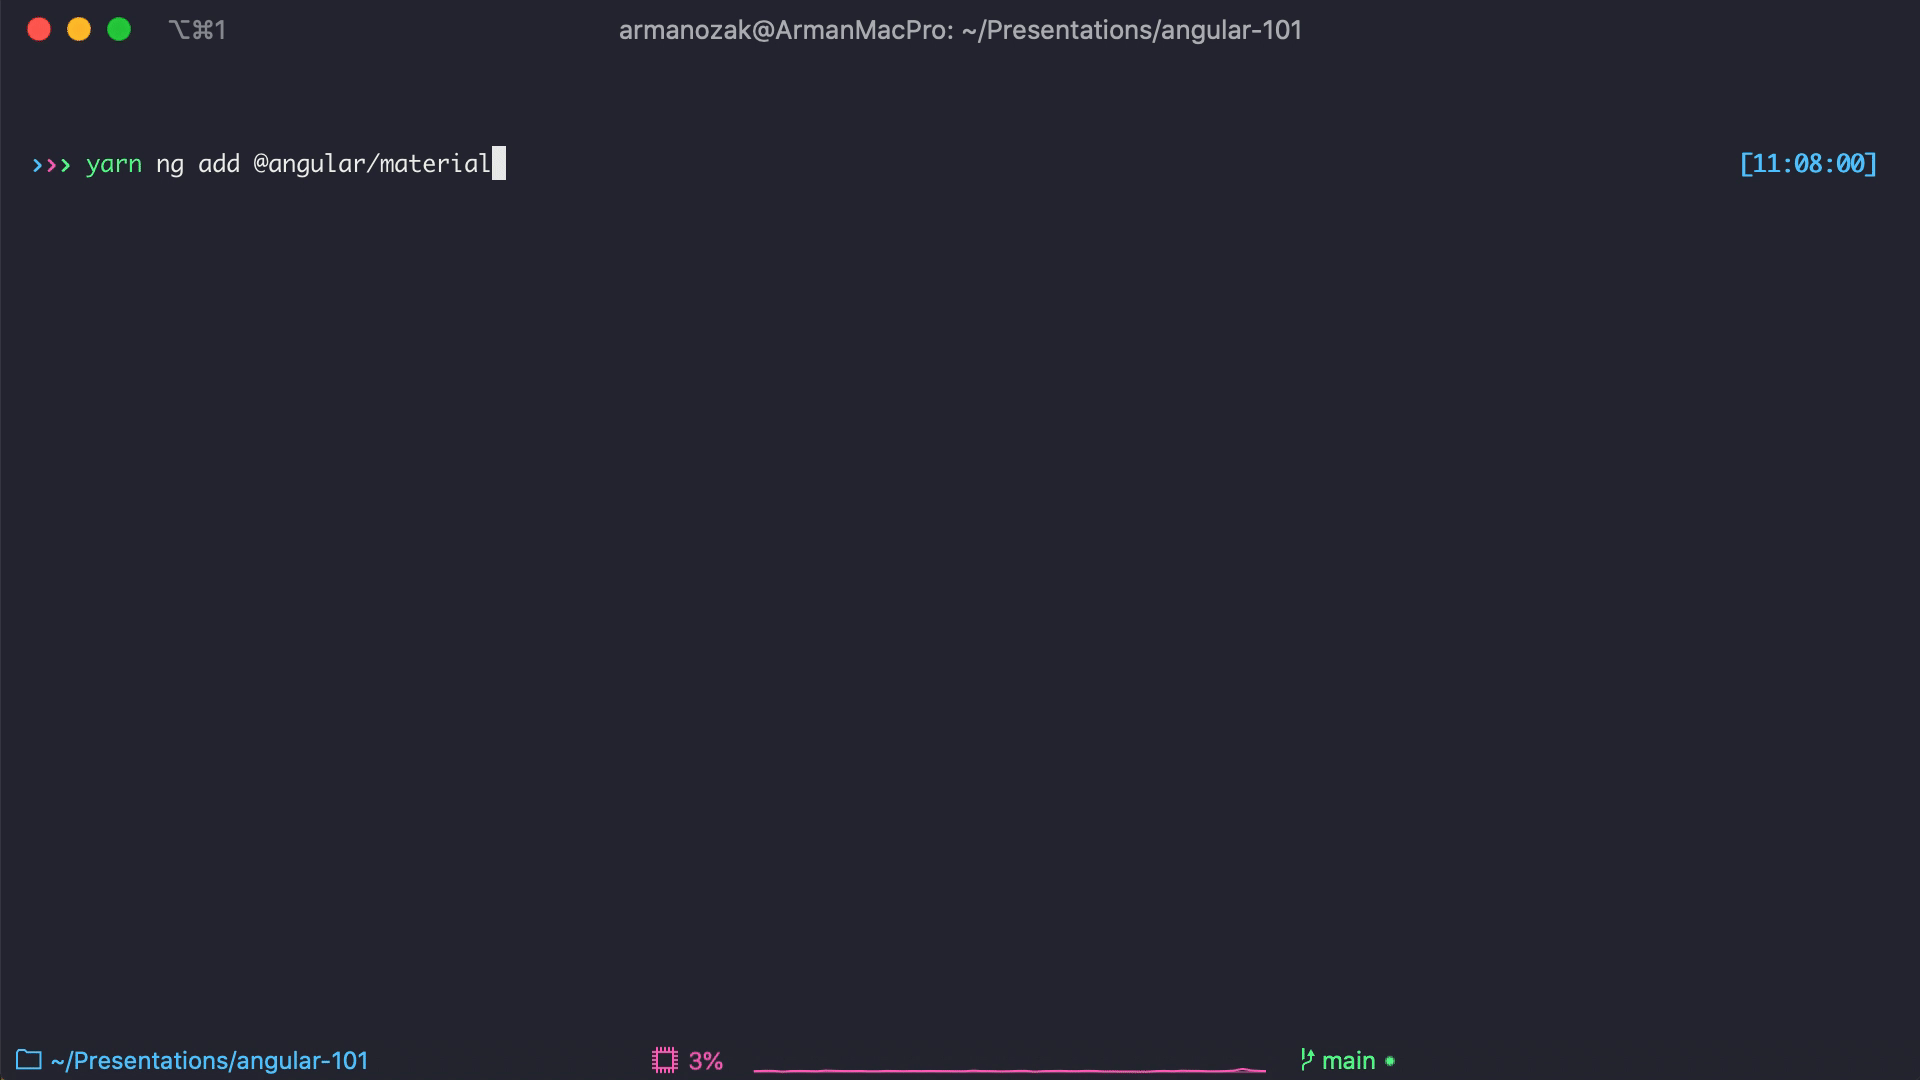 ⌥⌘1 armanozak@ArmanMacPro: ~/Presentations/angular-101
››› yarn ng add @angular/material [11:08:00]
~/Presentations/angular-101 3% main